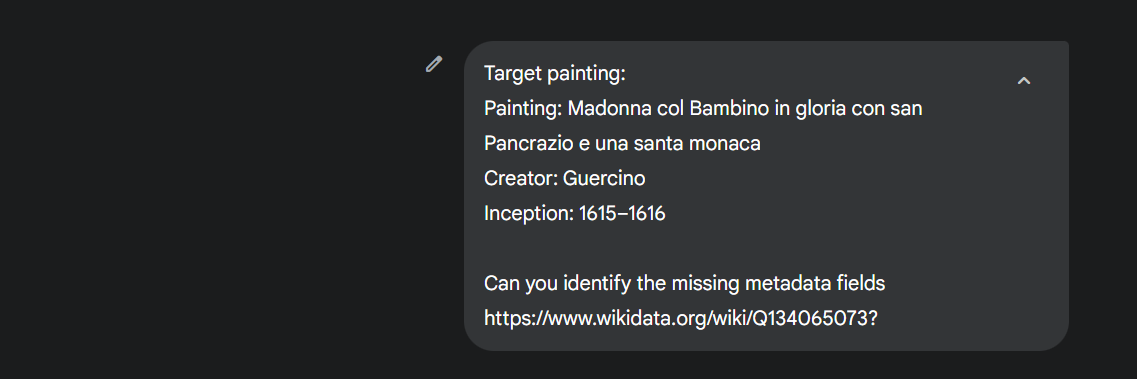 Target painting:
Painting: Madonna col Bambino in gloria con san
Pancrazio e una santa monaca
Creator: Guercino
Inception: 1615–1616
Can you identify the missing metadata fields
https://www.wikidata.org/wiki/Q134065073?